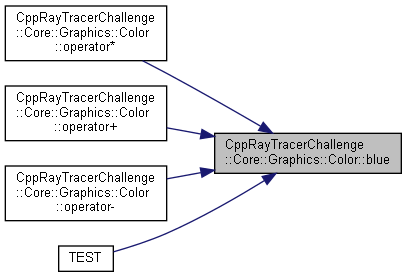 CppRayTracerChallenge
::Core::Graphics::Color
::operator*
CppRayTracerChallenge
::Core::Graphics::Color
::operator+
CppRayTracerChallenge
::Core::Graphics::Color::blue
CppRayTracerChallenge
::Core::Graphics::Color
::operator-
TEST